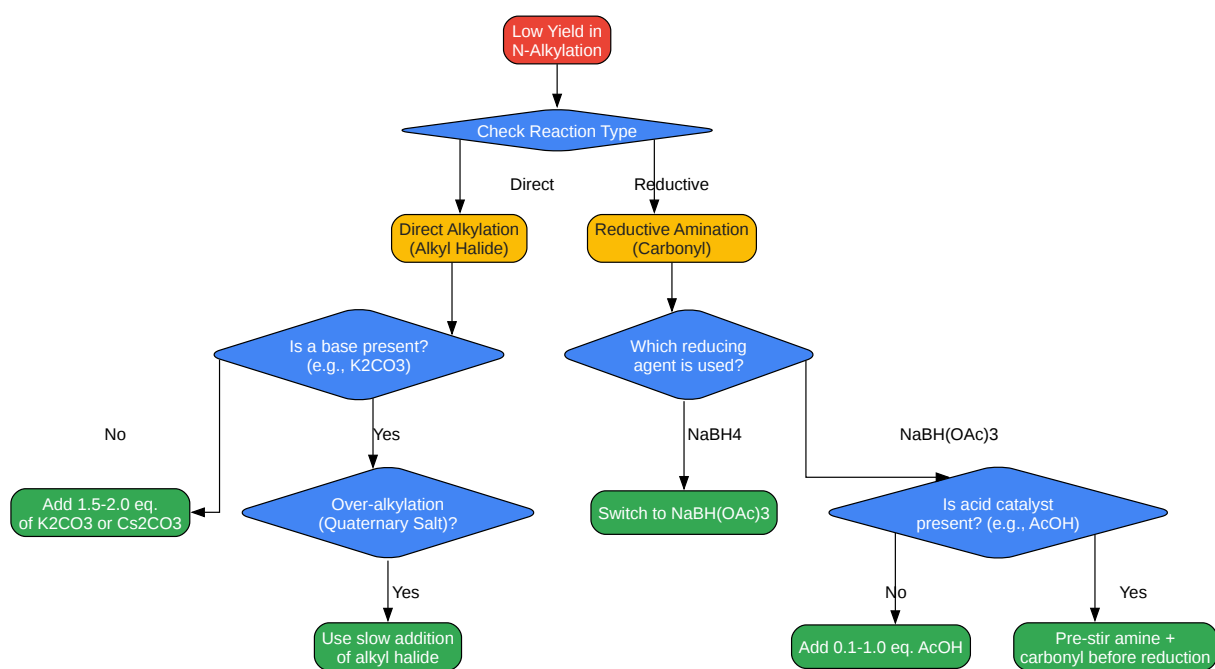 Low Yield in
N-Alkylation
Check Reaction Type
Direct
Reductive
Direct Alkylation
(Alkyl Halide)
Reductive Amination
(Carbonyl)
Is a base present?
(e.g., K2CO3)
Which reducing
agent is used?
No
Yes
NaBH4
NaBH(OAc)3
Add 1.5-2.0 eq.
of K2CO3 or Cs2CO3
Over-alkylation
(Quaternary Salt)?
Switch to NaBH(OAc)3
Is acid catalyst
present? (e.g., AcOH)
Yes
No
Yes
Use slow addition
of alkyl halide
Add 0.1-1.0 eq. AcOH
Pre-stir amine +
carbonyl before reduction